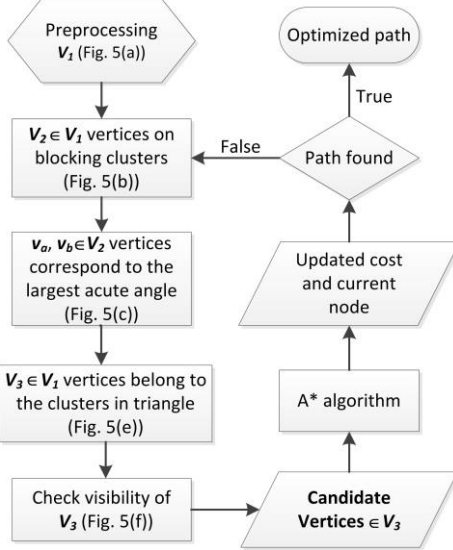 Preprocessing
V₁ (Fig. 5(a))
V₂ ∈ V₁ vertices on
blocking clusters
(Fig. 5(b))
vₐ, v_b ∈ V₂ vertices
correspond to the
largest acute angle
(Fig. 5(c))
V₃ ∈ V₁ vertices belong to
the clusters in triangle
(Fig. 5(e))
Check visibility of
V₃ (Fig. 5(f))
Candidate
Vertices ∈ V₃
A* algorithm
Updated cost
and current
node
Path found
False
True
Optimized path